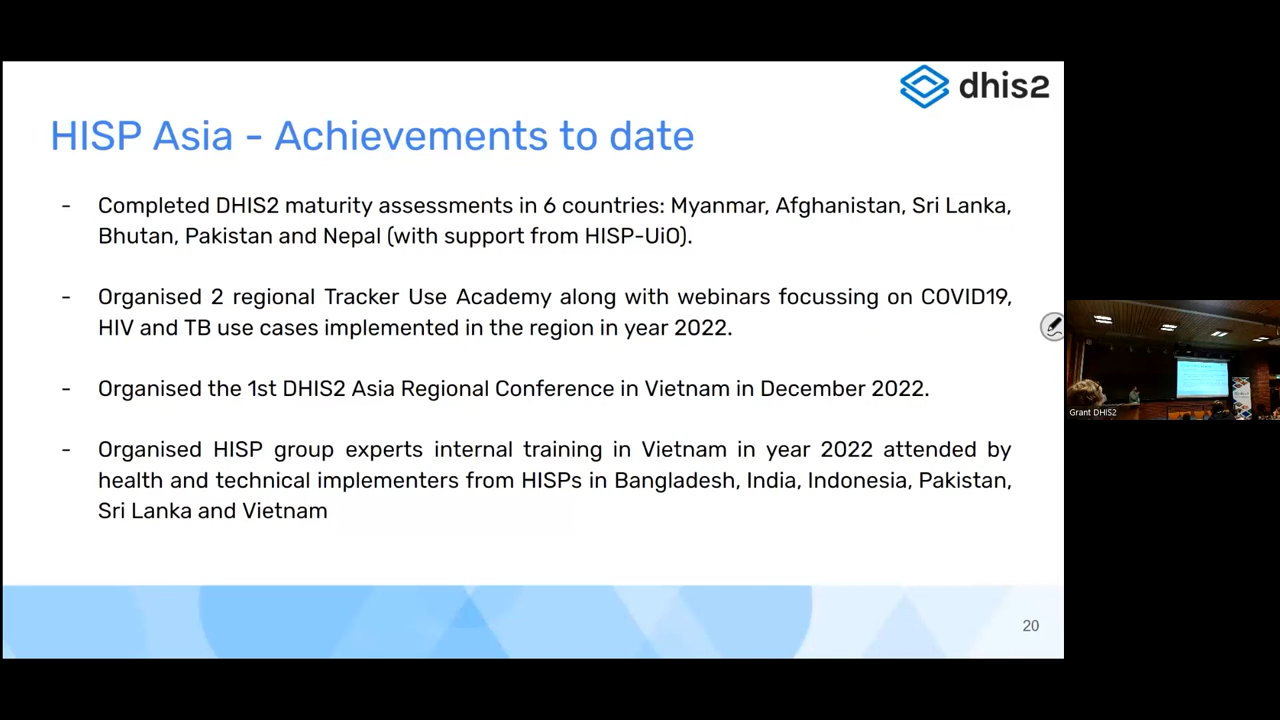 dhis2
HISP Asia - Achievements to date
- Completed DHIS2 maturity assessments in 6 countries: Myanmar, Afghanistan, Sri Lanka,
Bhutan, Pakistan and Nepal (with support from HISP-UiO).
- Organised 2 regional Tracker Use Academy along with webinars focussing on COVID19,
HIV and TB use cases implemented in the region in year 2022.
- Organised the 1st DHIS2 Asia Regional Conference in Vietnam in December 2022.
- Organised HISP group experts internal training in Vietnam in year 2022 attended by
health and technical implementers from HISPs in Bangladesh, India, Indonesia, Pakistan,
Sri Lanka and Vietnam
20
Grant DHIS2